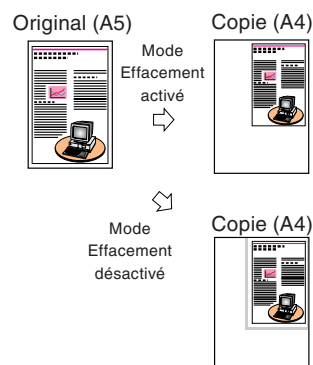 Original (A5)
Copie (A4)
Mode
Effacement
activé
Mode
Effacement
désactivé
Copie (A4)